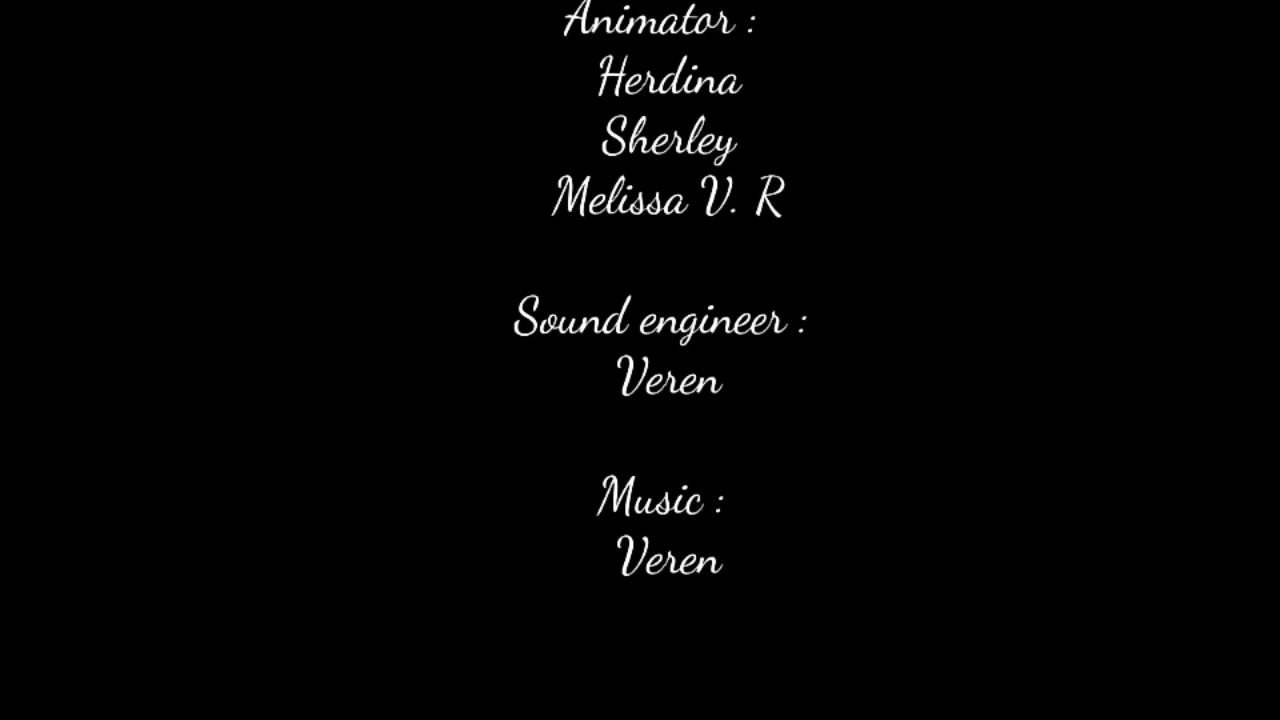 Animator :
Herdina
Sherley
Melissa V. R
Sound engineer :
Veren
Music :
Veren